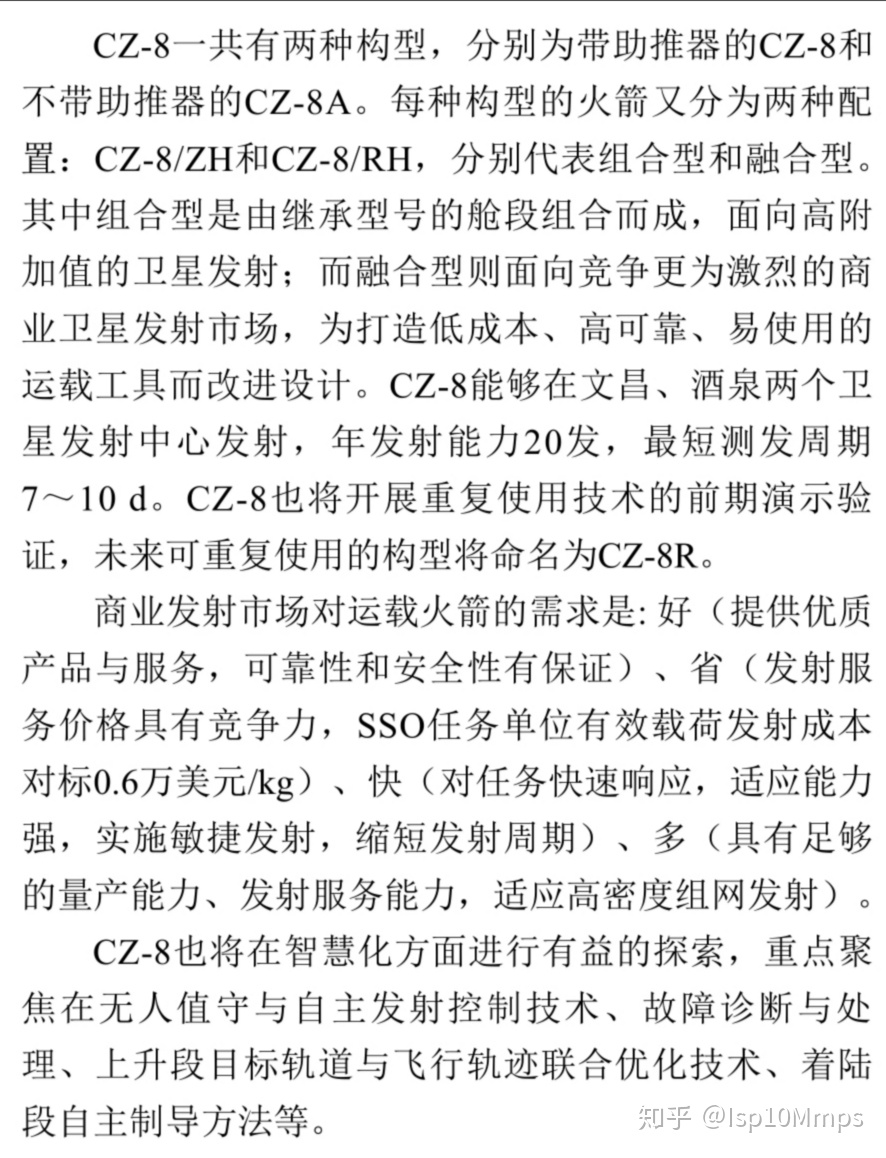 CZ-8一共有两种构型，分别为带助推器的CZ-8和
不带助推器的CZ-8A。每种构型的火箭又分为两种配
置：CZ-8/ZH和CZ-8/RH，分别代表组合型和融合型。
其中组合型是由继承型号的舱段组合而成，面向高附
加值的卫星发射；而融合型则面向竞争更为激烈的商
业卫星发射市场，为打造低成本、高可靠、易使用的
运载工具而改进设计。CZ-8能够在文昌、酒泉两个卫
星发射中心发射，年发射能力20发，最短测发周期
7～10 d。CZ-8也将开展重复使用技术的前期演示验
证，未来可重复使用的构型将命名为CZ-8R。
商业发射市场对运载火箭的需求是: 好（提供优质
产品与服务，可靠性和安全性有保证）、省（发射服
务价格具有竞争力，SSO任务单位有效载荷发射成本
对标0.6万美元/kg）、快（对任务快速响应，适应能力
强，实施敏捷发射，缩短发射周期）、多（具有足够
的量产能力、发射服务能力，适应高密度组网发射）。
CZ-8也将在智慧化方面进行有益的探索，重点聚
焦在无人值守与自主发射控制技术、故障诊断与处
理、上升段目标轨道与飞行轨迹联合优化技术、着陆
段自主制导方法等。
知乎 @Isp10Mmps